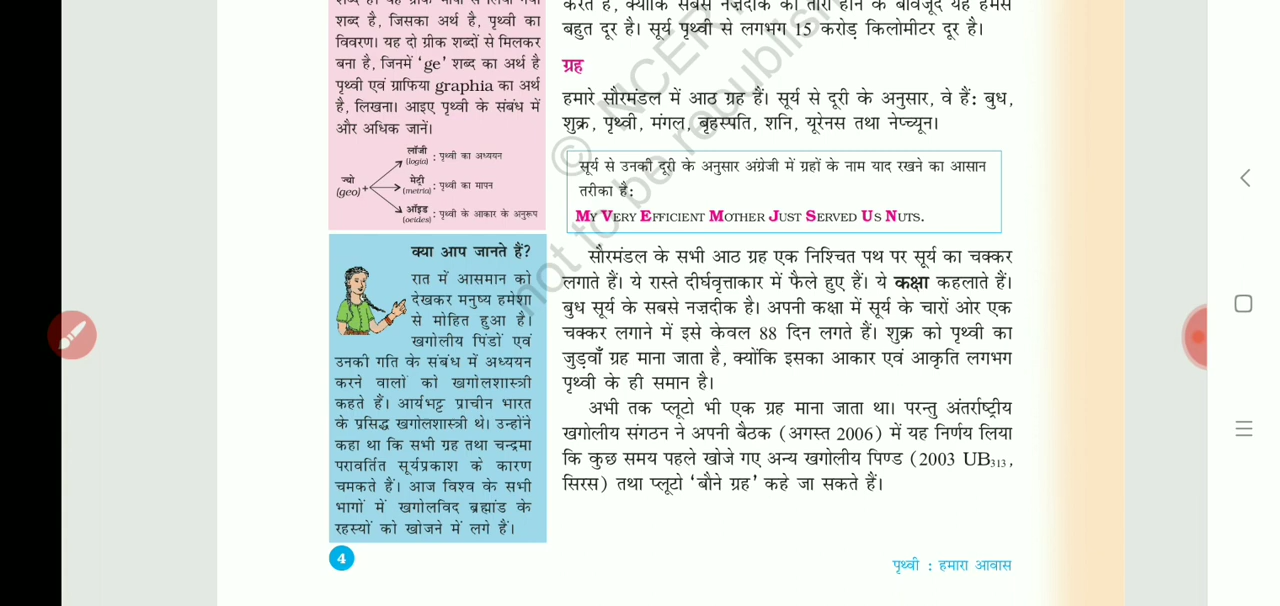 शब्द है, जिसका अर्थ है, पृथ्वी का
विवरण। यह दो ग्रीक शब्दों से मिलकर
बना है, जिनमें ‘ge’ शब्द का अर्थ है
पृथ्वी एवं ग्राफिया graphia का अर्थ
है, लिखना। आइए पृथ्वी के संबंध में
और अधिक जानें।
ज्यो
(geo)+
लॉजी
(logia)
: पृथ्वी का अध्ययन
मेट्री
(metria)
: पृथ्वी का मापन
ऑइड
(oeides)
: पृथ्वी के आकार के अनुरूप
क्या आप जानते हैं?
रात में आसमान को
देखकर मनुष्य हमेशा
से मोहित हुआ है।
खगोलीय पिंडों एवं
उनकी गति के संबंध में अध्ययन
करने वालों को खगोलशास्त्री
कहते हैं। आर्यभट्ट प्राचीन भारत
के प्रसिद्ध खगोलशास्त्री थे। उन्होंने
कहा था कि सभी ग्रह तथा चन्द्रमा
परावर्तित सूर्यप्रकाश के कारण
चमकते हैं। आज विश्व के सभी
भागों में खगोलविद ब्रह्मांड के
रहस्यों को खोजने में लगे हैं।
करते है, क्योंकि सबसे नज़दीक का तारा होने के बावजूद यह हमसे
बहुत दूर है। सूर्य पृथ्वी से लगभग 15 करोड़ किलोमीटर दूर है।
ग्रह
हमारे सौरमंडल में आठ ग्रह हैं। सूर्य से दूरी के अनुसार, वे हैं: बुध,
शुक्र, पृथ्वी, मंगल, बृहस्पति, शनि, यूरेनस तथा नेप्च्यून।
सूर्य से उनकी दूरी के अनुसार अंग्रेजी में ग्रहों के नाम याद रखने का आसान
तरीका है:
MY VERY EFFICIENT MOTHER JUST SERVED US NUTS.
सौरमंडल के सभी आठ ग्रह एक निश्चित पथ पर सूर्य का चक्कर
लगाते हैं। ये रास्ते दीर्घवृत्ताकार में फैले हुए हैं। ये कक्षा कहलाते हैं।
बुध सूर्य के सबसे नज़दीक है। अपनी कक्षा में सूर्य के चारों ओर एक
चक्कर लगाने में इसे केवल 88 दिन लगते हैं। शुक्र को पृथ्वी का
जुड़वाँ ग्रह माना जाता है, क्योंकि इसका आकार एवं आकृति लगभग
पृथ्वी के ही समान है।
अभी तक प्लूटो भी एक ग्रह माना जाता था। परन्तु अंतर्राष्ट्रीय
खगोलीय संगठन ने अपनी बैठक (अगस्त 2006) में यह निर्णय लिया
कि कुछ समय पहले खोजे गए अन्य खगोलीय पिण्ड (2003 UB313,
सिरस) तथा प्लूटो ‘बौने ग्रह’ कहे जा सकते हैं।
© NCER
not to be republish
4
पृथ्वी : हमारा आवास